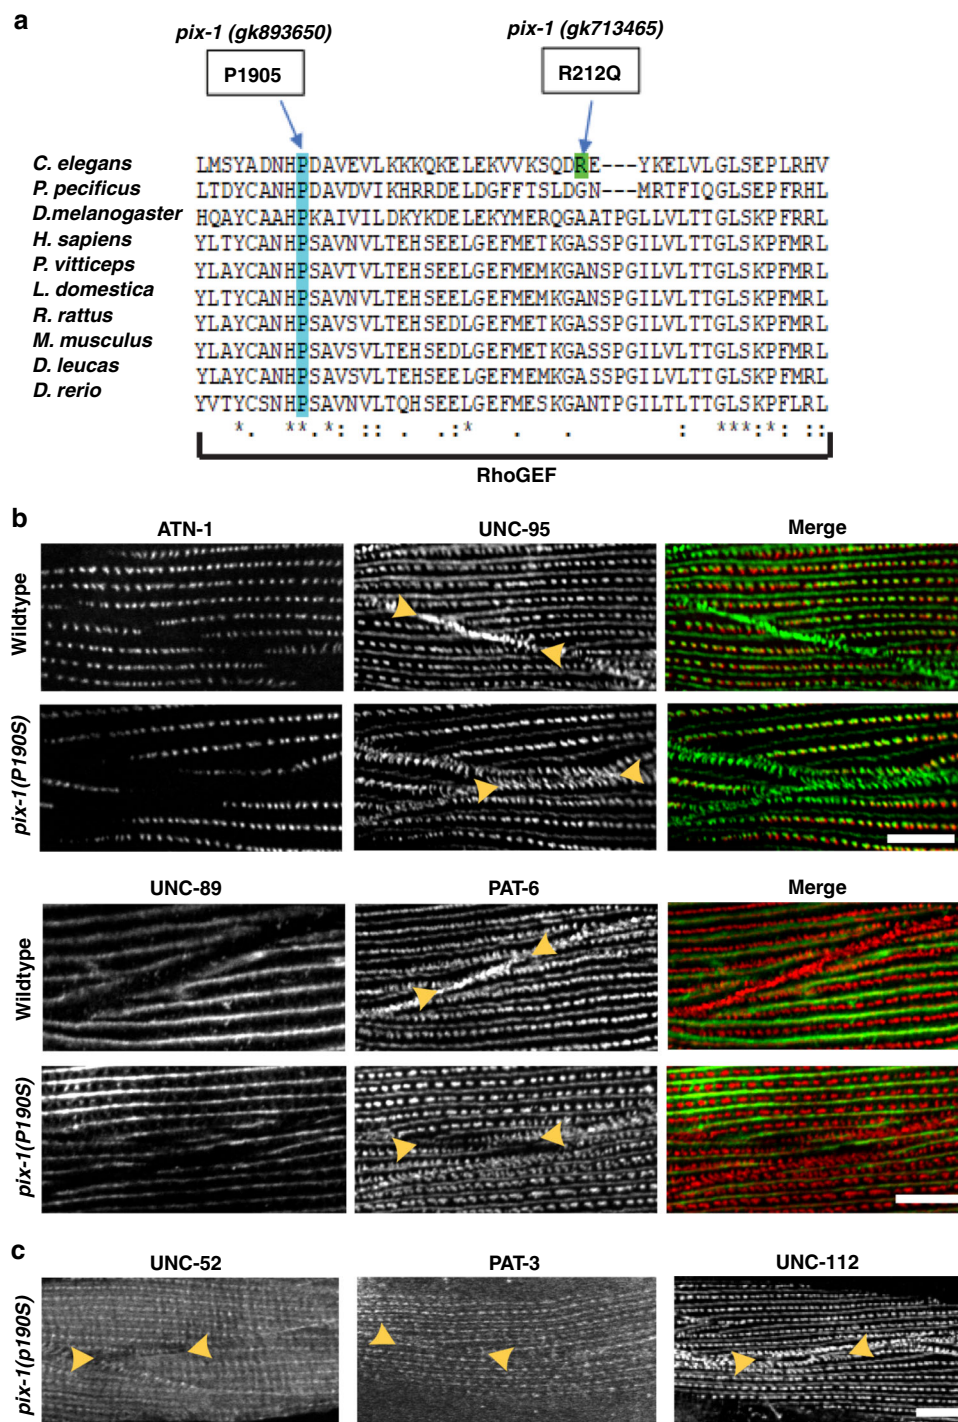 a
pix-1 (gk893650)
pix-1 (gk713465)
P1905
R212Q
C. elegans LMSYADNHPDAVEVLKKKQKELEKVVKSQDRE---YKELVLGLSEPLRHV
P. pecificus LTDYCADNHPDAVDVIKHRRDELDGFFTSLDGN---MRTFIQGLSEPFRHL
D.melanogaster HQAYCAAHPKAIVILDKYKDELEKYMERQGAATPGLLVLTTGLSKPFRRL
H. sapiens YLTYCANHPSAVNVLTEHSEELGEFMETKGASSPGILVLTTGLSKPFMRL
P. vitticeps YLAYCANHPSAVTVLTEHSEELGEFMEMKGANSPGILVLTTGLSKPFMRL
L. domestica YLTYCANHPSAVNVLTEHSEELGEFMEMKGASSPGILVLTTGLSKPFMRL
R. rattus YLAYCANHPSAVSVLTEHSEDLGEFMETKGASSPGILVLTTGLSKPFMRL
M. musculus YLAYCANHPSAVSVLTEHSEDLGEFMETKGASSPGILVLTTGLSKPFMRL
D. leucas YLAYCANHPSAVSVLTEHSEELGEFMEMKGASSPGILVLTTGLSKPFMRL
D. rerio YVTYCSNHPSAVNVLTQHSEELGEFMESKGANTPGILTLTTGLSKPFLRL
*. ** .*: :: . .:* . . : ***:* : ::
RhoGEF
b
ATN-1 UNC-95 Merge
Wildtype
pix-1(P190S)
UNC-89 PAT-6 Merge
Wildtype
pix-1(P190S)
c
UNC-52 PAT-3 UNC-112
pix-1(p190S)